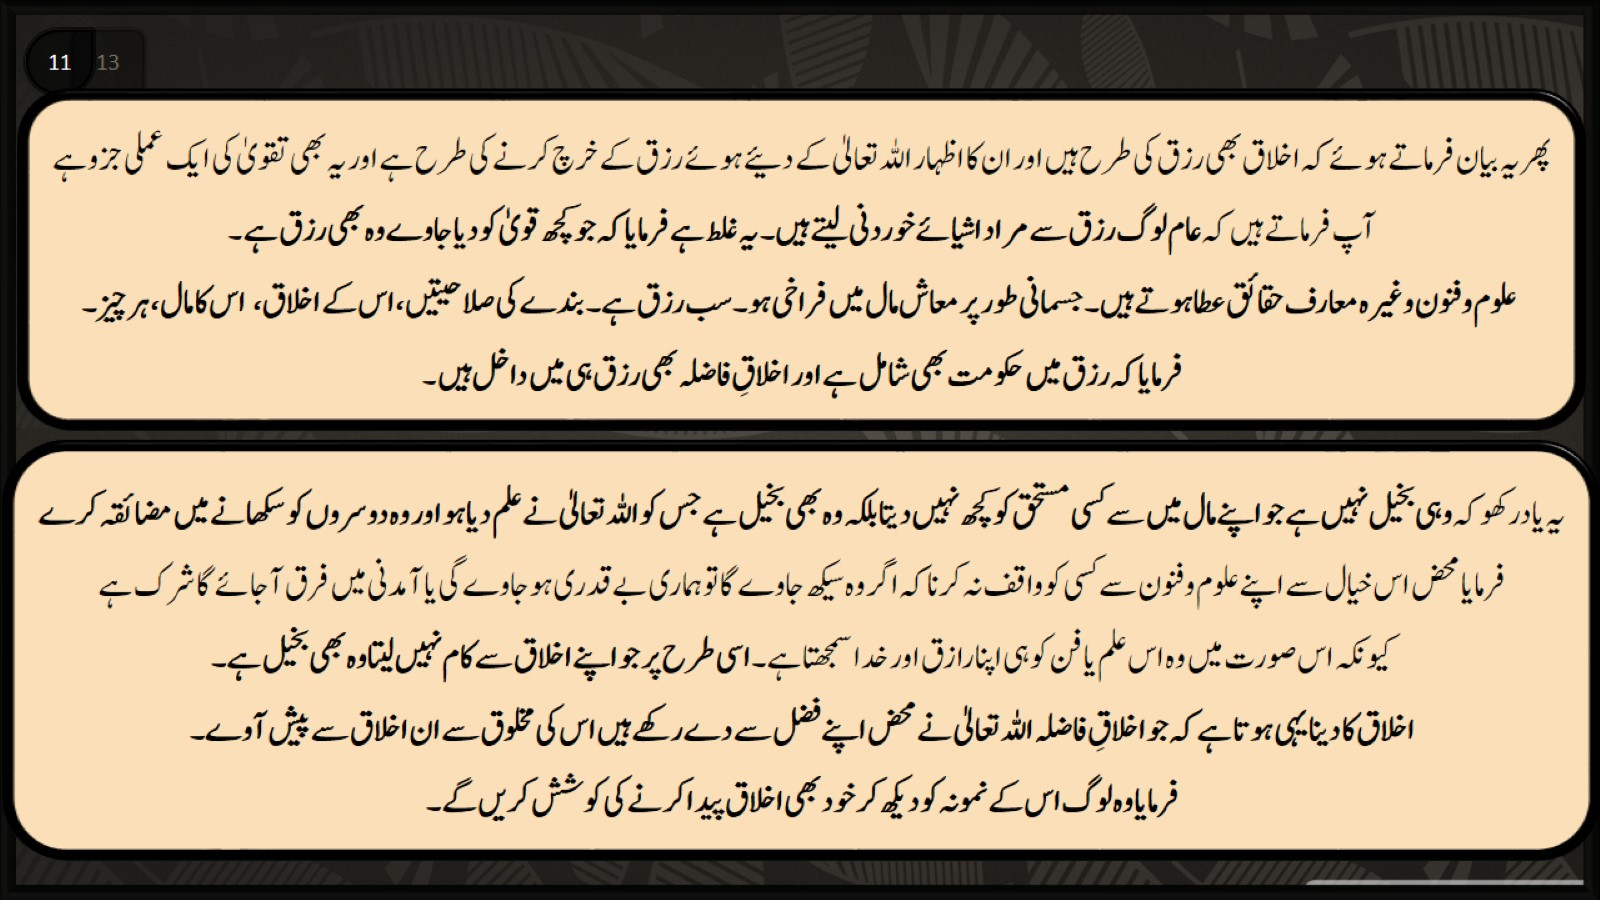 11 13
پھر یہ بیان فرماتے ہوئے کہ اخلاق بھی رزق کی طرح ہیں اور ان کا اظہار اللہ تعالیٰ کے دیئے ہوئے رزق کے خرچ کرنے کی طرح ہے اور یہ بھی تقویٰ کی ایک عملی جزو ہے
آپ فرماتے ہیں کہ عام لوگ رزق سے مراد اشیائے خوردنی لیتے ہیں۔ یہ غلط ہے فرمایا کہ جو کچھ قویٰ کو دیا جاوے وہ بھی رزق ہے۔
علوم و فنون وغیرہ معارف حقائق عطا ہوتے ہیں۔ جسمانی طور پر معاش مال میں فراخی ہو۔ سب رزق ہے۔ بندے کی صلاحیتیں، اس کے اخلاق، اس کا مال، ہر چیز۔
فرمایا کہ رزق میں حکومت بھی شامل ہے اور اخلاقِ فاضلہ بھی رزق ہی میں داخل ہیں۔
یہ یاد رکھو کہ وہی بخیل نہیں ہے جو اپنے مال میں سے کسی مستحق کو کچھ نہیں دیتا بلکہ وہ بھی بخیل ہے جس کو اللہ تعالیٰ نے علم دیا ہو اور وہ دوسروں کو سکھانے میں مضائقہ کرے
فرمایا محض اس خیال سے اپنے علوم و فنون سے کسی کو واقف نہ کرنا کہ اگر وہ سیکھ جاوے گا تو ہماری بے قدری ہو جاوے گی یا آمدنی میں فرق آ جائے گا شرک ہے
کیونکہ اس صورت میں وہ اس علم یا فن کو ہی اپنا رازق اور خدا سمجھتا ہے۔ اسی طرح پر جو اپنے اخلاق سے کام نہیں لیتا وہ بھی بخیل ہے۔
اخلاق کا دینا یہی ہوتا ہے کہ جو اخلاقِ فاضلہ اللہ تعالیٰ نے محض اپنے فضل سے دے رکھے ہیں اس کی مخلوق سے ان اخلاق سے پیش آوے۔
فرمایا وہ لوگ اس کے نمونہ کو دیکھ کر خود بھی اخلاق پیدا کرنے کی کوشش کریں گے۔